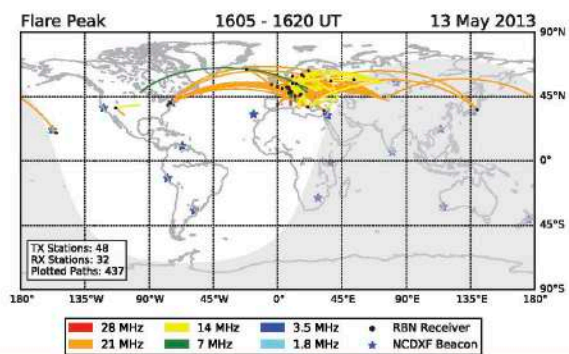 Flare Peak 1605 - 1620 UT 13 May 2013
90°N
45°N
0°
45°S
90°S
TX Stations: 48
RX Stations: 32
Plotted Paths: 437
180° 135°W 90°W 45°W 0° 45°E 90°E 135°E 180°
28 MHz 14 MHz 3.5 MHz RBN Receiver
21 MHz 7 MHz 1.8 MHz NCDXF Beacon